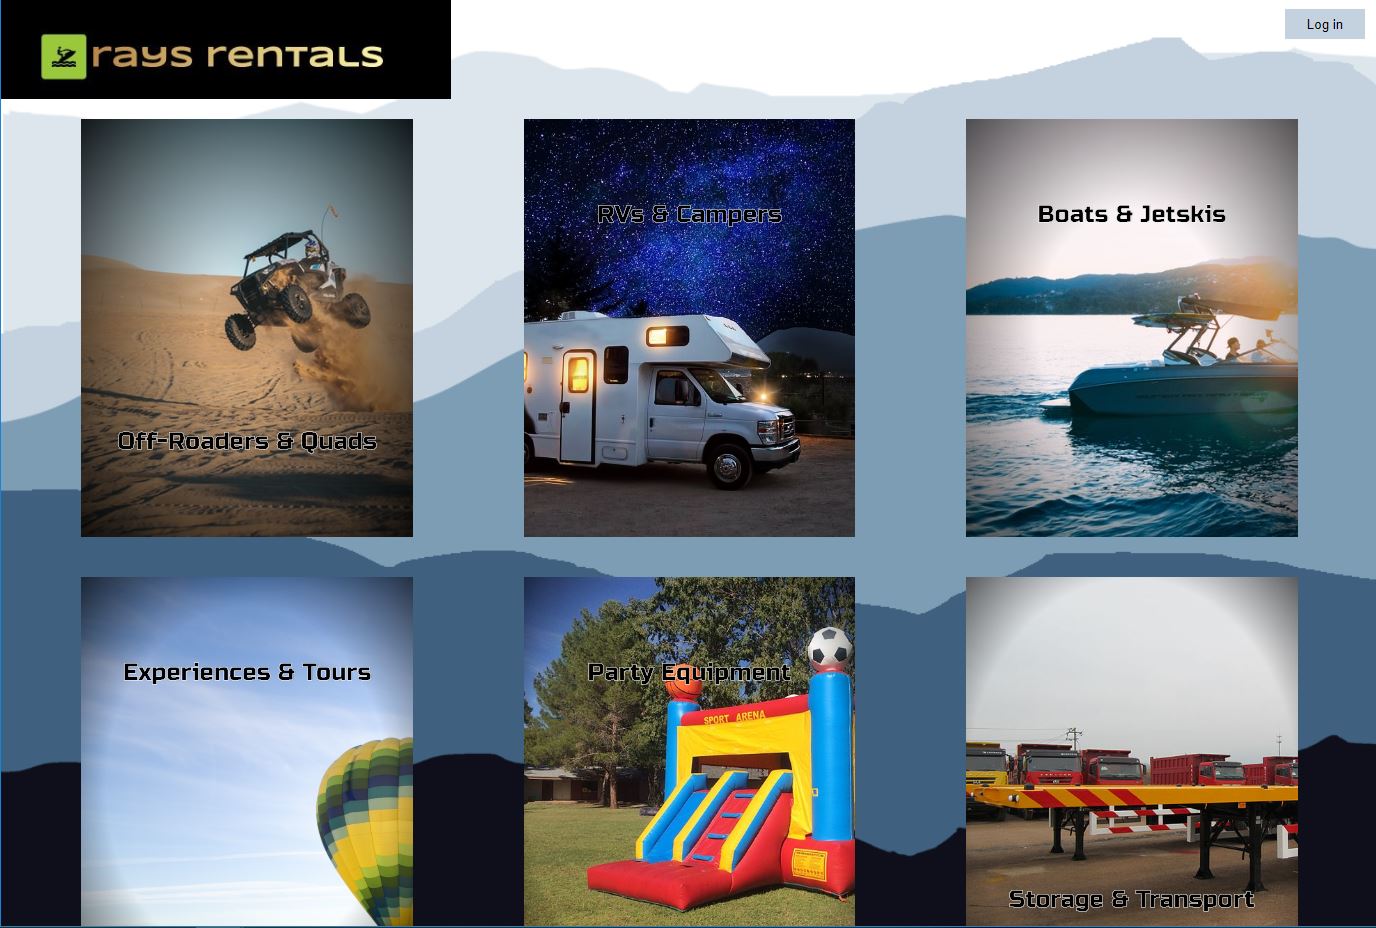 rays rentals
Log in
RVs & Campers
Boats & Jetskis
Off-Roaders & Quads
Experiences & Tours
Party Equipment
SPORT ARENA
Storage & Transport